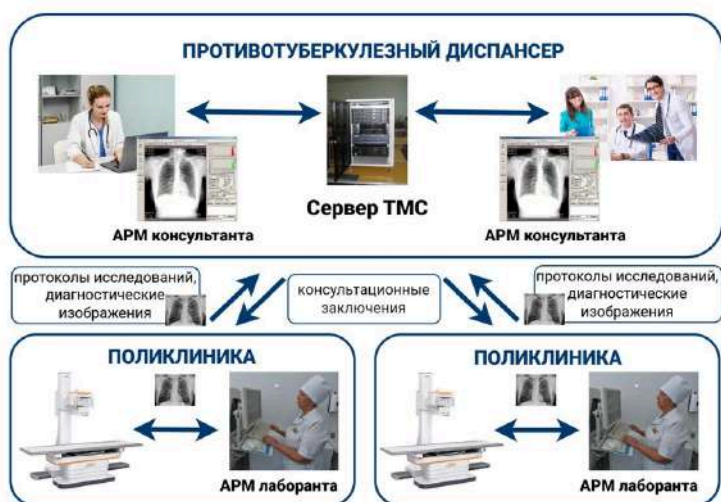 ПРОТИВОТУБЕРКУЛЕЗНЫЙ ДИСПАНСЕР
АРМ консультанта
Сервер ТМС
АРМ консультанта
протоколы исследований,
диагностические
изображения
консультационные
заключения
протоколы исследований,
диагностические
изображения
ПОЛИКЛИНИКА
АРМ лаборанта
ПОЛИКЛИНИКА
АРМ лаборанта